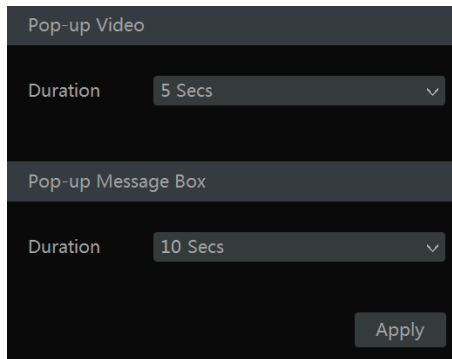 Pop-up Video
Duration 5 Secs
Pop-up Message Box
Duration 10 Secs
Apply